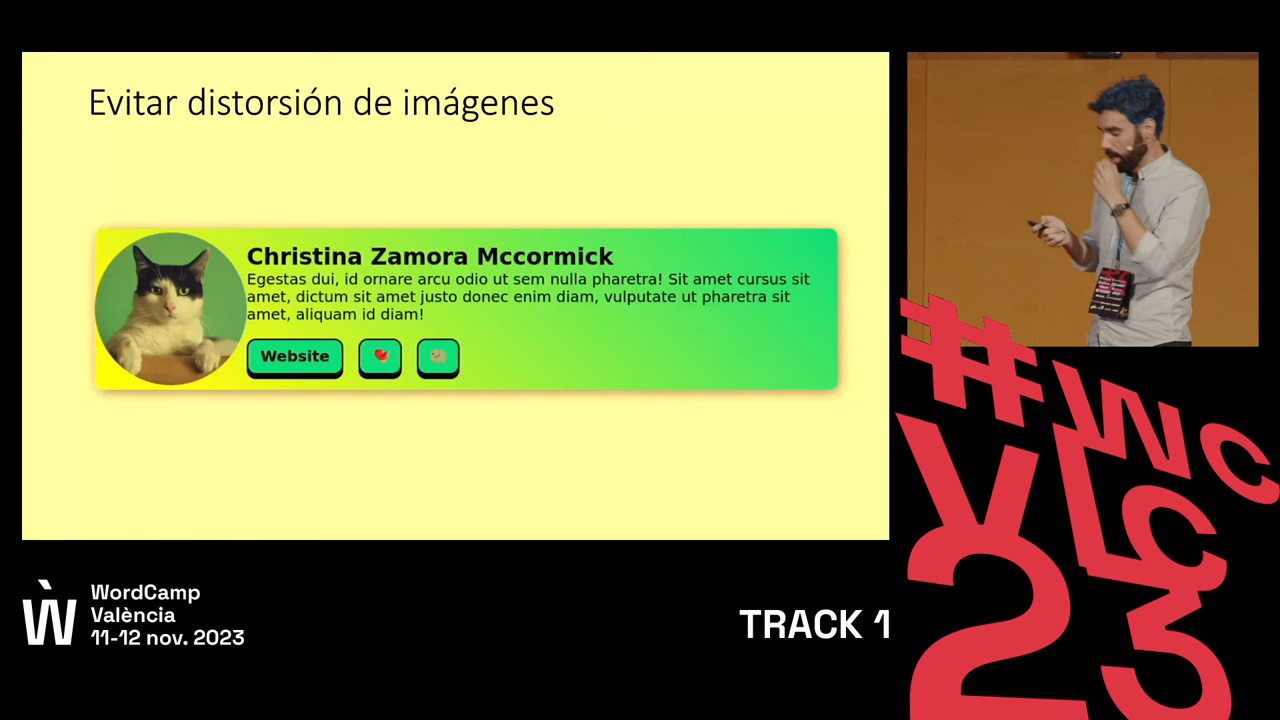 Evitar distorsión de imágenes
Christina Zamora Mccormick
Egestas dui, id ornare arcu odio ut sem nulla pharetra! Sit amet cursus sit
amet, dictum sit amet justo donec enim diam, vulputate ut pharetra sit
amet, aliquam id diam!
Website
#WC
VLC
23
Ẁ
WordCamp
València
11-12 nov. 2023
TRACK 1